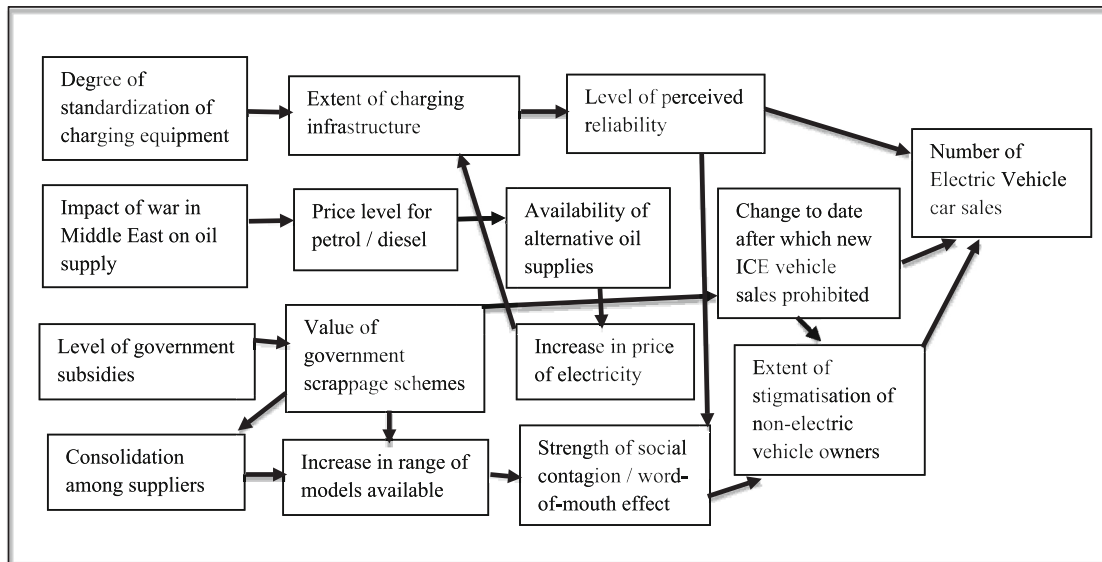 Degree of
standardization of
charging equipment
Extent of charging
infrastructure
Level of perceived
reliability
Number of
Electric Vehicle
car sales
Impact of war in
Middle East on oil
supply
Price level for
petrol / diesel
Availability of
alternative oil
supplies
Change to date
after which new
ICE vehicle
sales prohibited
Level of government
subsidies
Value of
government
scrappage schemes
Increase in price
of electricity
Extent of
stigmatisation of
non-electric
vehicle owners
Consolidation
among suppliers
Increase in range of
models available
Strength of social
contagion / word-
of-mouth effect